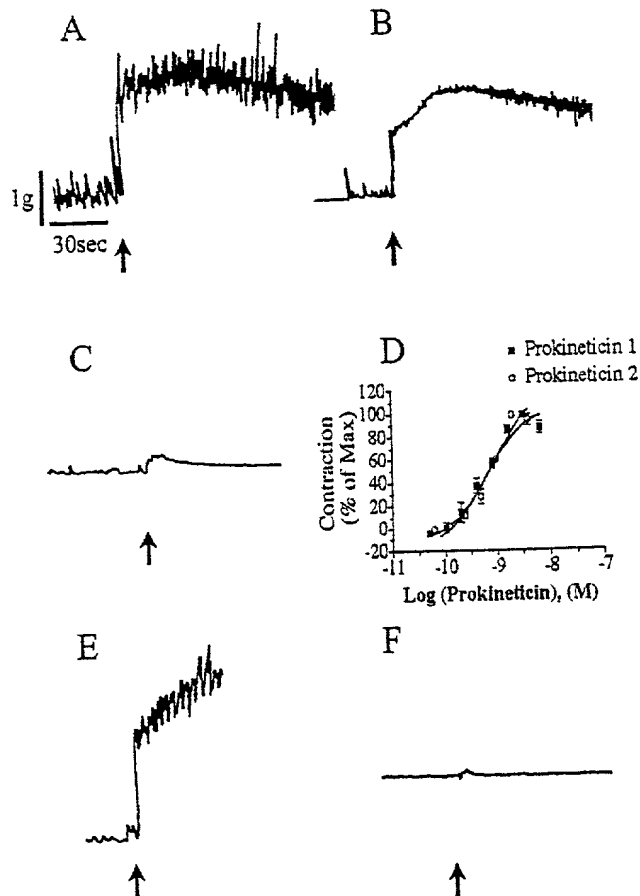 A
B
1g
30sec
C
D
Prokineticin 1
Prokineticin 2
Contraction
(% of Max)
120
100
80
60
40
20
0
-20
-11
-10
-9
-8
-7
Log (Prokineticin), (M)
E
F